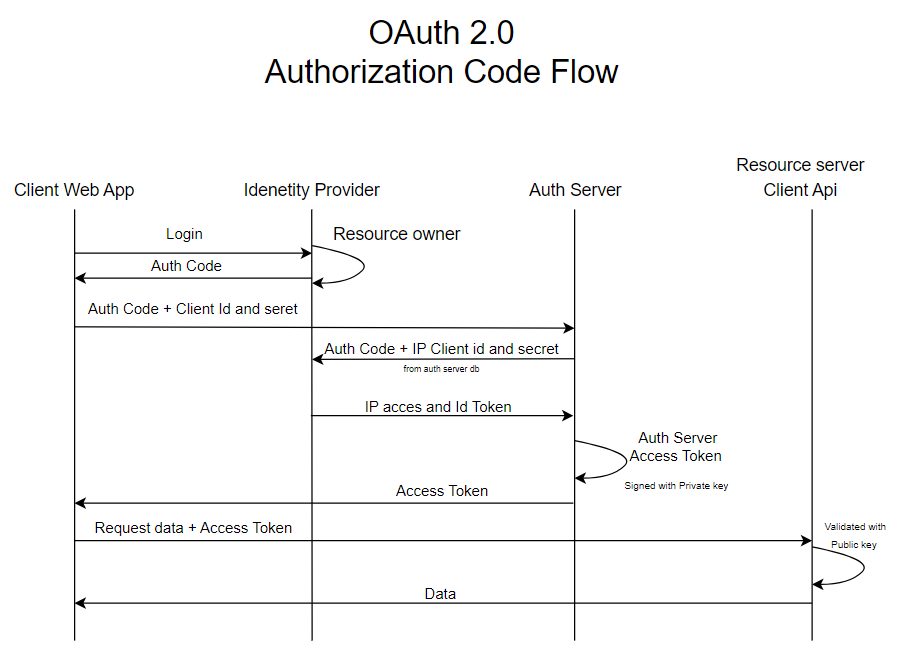 OAuth 2.0
Authorization Code Flow
Resource server
Client Web App
Idenetity Provider
Auth Server
Client Api
Login
Resource owner
Auth Code
Auth Code + Client Id and seret
Auth Code + IP Client id and secret
from auth server db
IP acces and Id Token
Auth Server
Access Token
Signed with Private key
Access Token
Request data + Access Token
Validated with
Public key
Data